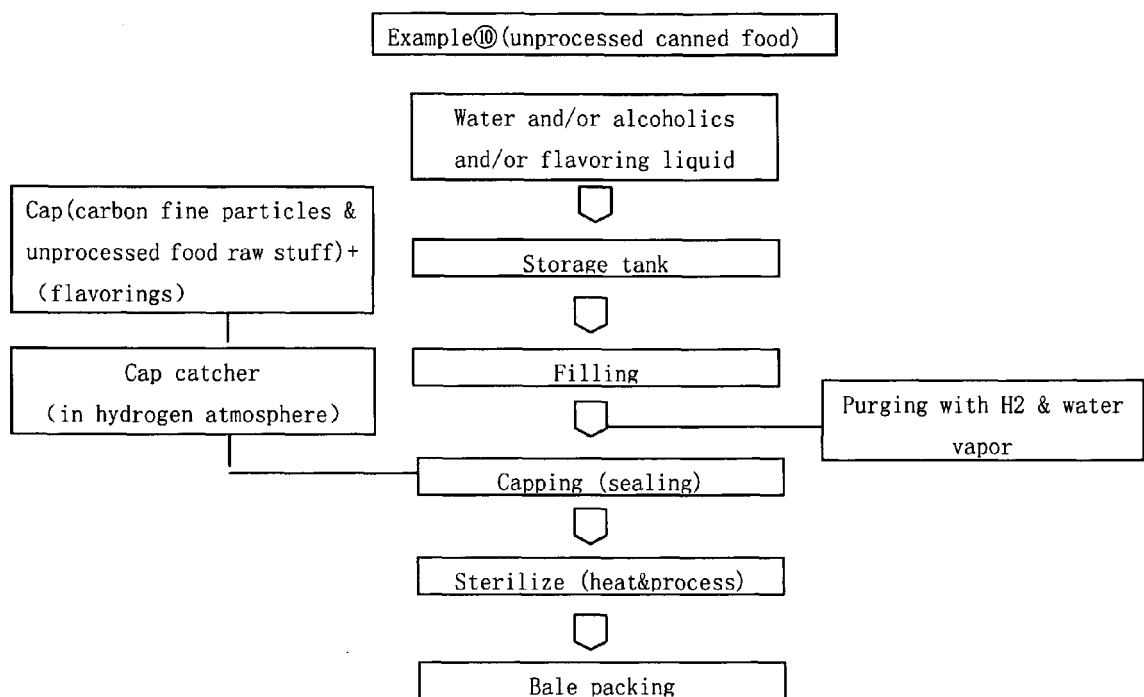 Example⑩(unprocessed canned food)
Water and/or alcoholics
and/or flavoring liquid
Cap(carbon fine particles &
unprocessed food raw stuff)+
(flavorings)
Storage tank
Cap catcher
(in hydrogen atmosphere)
Filling
Purging with H2 & water
vapor
Capping (sealing)
Sterilize (heat&process)
Bale packing